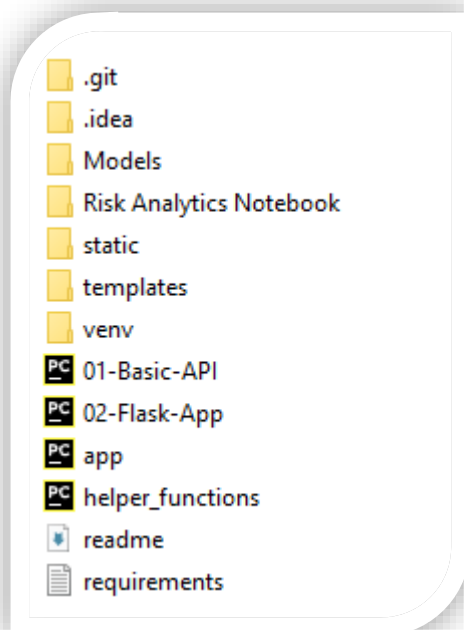 .git
.idea
Models
Risk Analytics Notebook
static
templates
venv
PC 01-Basic-API
PC 02-Flask-App
PC app
PC helper_functions
readme
requirements